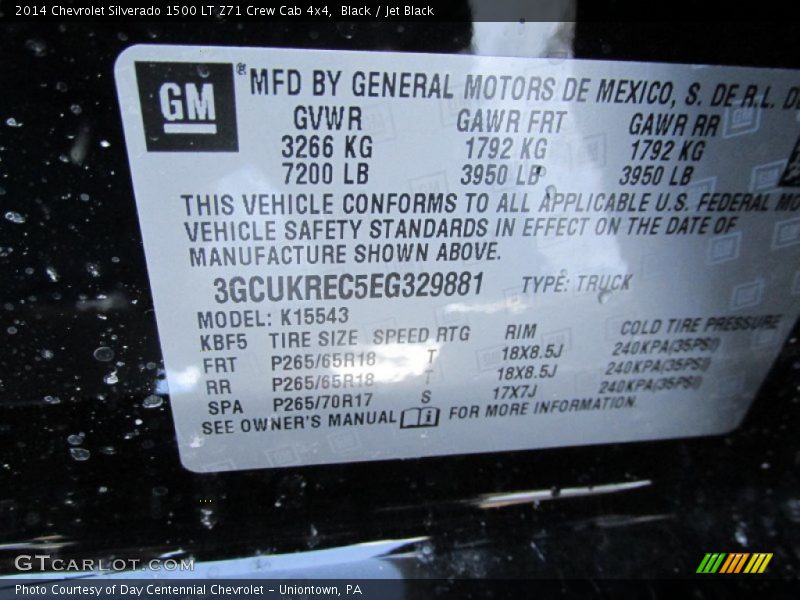 2014 Chevrolet Silverado 1500 LT Z71 Crew Cab 4x4, Black / Jet Black
GM ® MFD BY GENERAL MOTORS DE MEXICO, S. DE R.L. DE
GVWR GAWR FRT GAWR RR
3266 KG 1792 KG 1792 KG
7200 LB 3950 LB 3950 LB
THIS VEHICLE CONFORMS TO ALL APPLICABLE U.S. FEDERAL MO
VEHICLE SAFETY STANDARDS IN EFFECT ON THE DATE OF
MANUFACTURE SHOWN ABOVE.
3GCUKREC5EG329881 TYPE: TRUCK
MODEL: K15543
KBF5 TIRE SIZE SPEED RTG RIM COLD TIRE PRESSURE
FRT P265/65R18 T 18X8.5J 240KPA(35PSI)
RR P265/65R18 T 18X8.5J 240KPA(35PSI)
SPA P265/70R17 S 17X7J 240KPA(35PSI)
SEE OWNER'S MANUAL i FOR MORE INFORMATION.
GTCARLOT.COM
Photo Courtesy of Day Centennial Chevrolet - Uniontown, PA